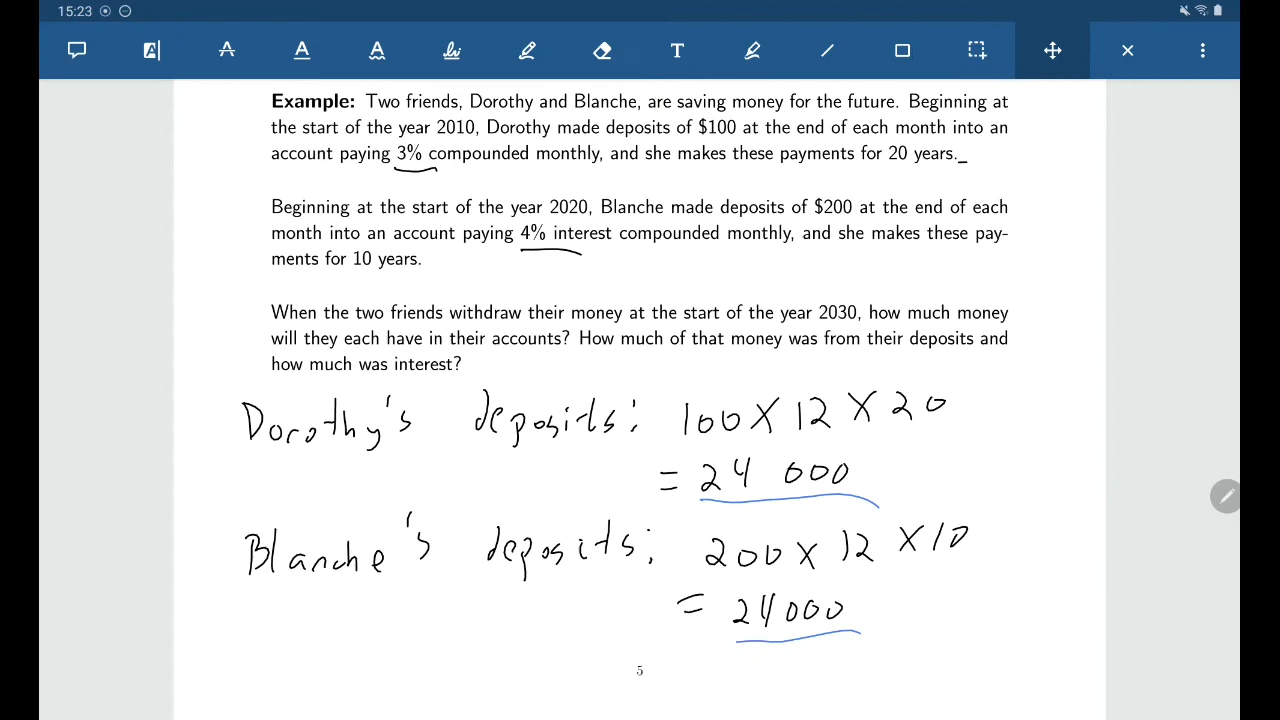 15:23
T
Example: Two friends, Dorothy and Blanche, are saving money for the future. Beginning at
the start of the year 2010, Dorothy made deposits of $100 at the end of each month into an
account paying 3% compounded monthly, and she makes these payments for 20 years.
Beginning at the start of the year 2020, Blanche made deposits of $200 at the end of each
month into an account paying 4% interest compounded monthly, and she makes these pay-
ments for 10 years.
When the two friends withdraw their money at the start of the year 2030, how much money
will they each have in their accounts? How much of that money was from their deposits and
how much was interest?
Dorothy's deposits: 100 X 12 X 20
= 24 000
Blanche's deposits: 200 X 12 X 10
= 24000
5